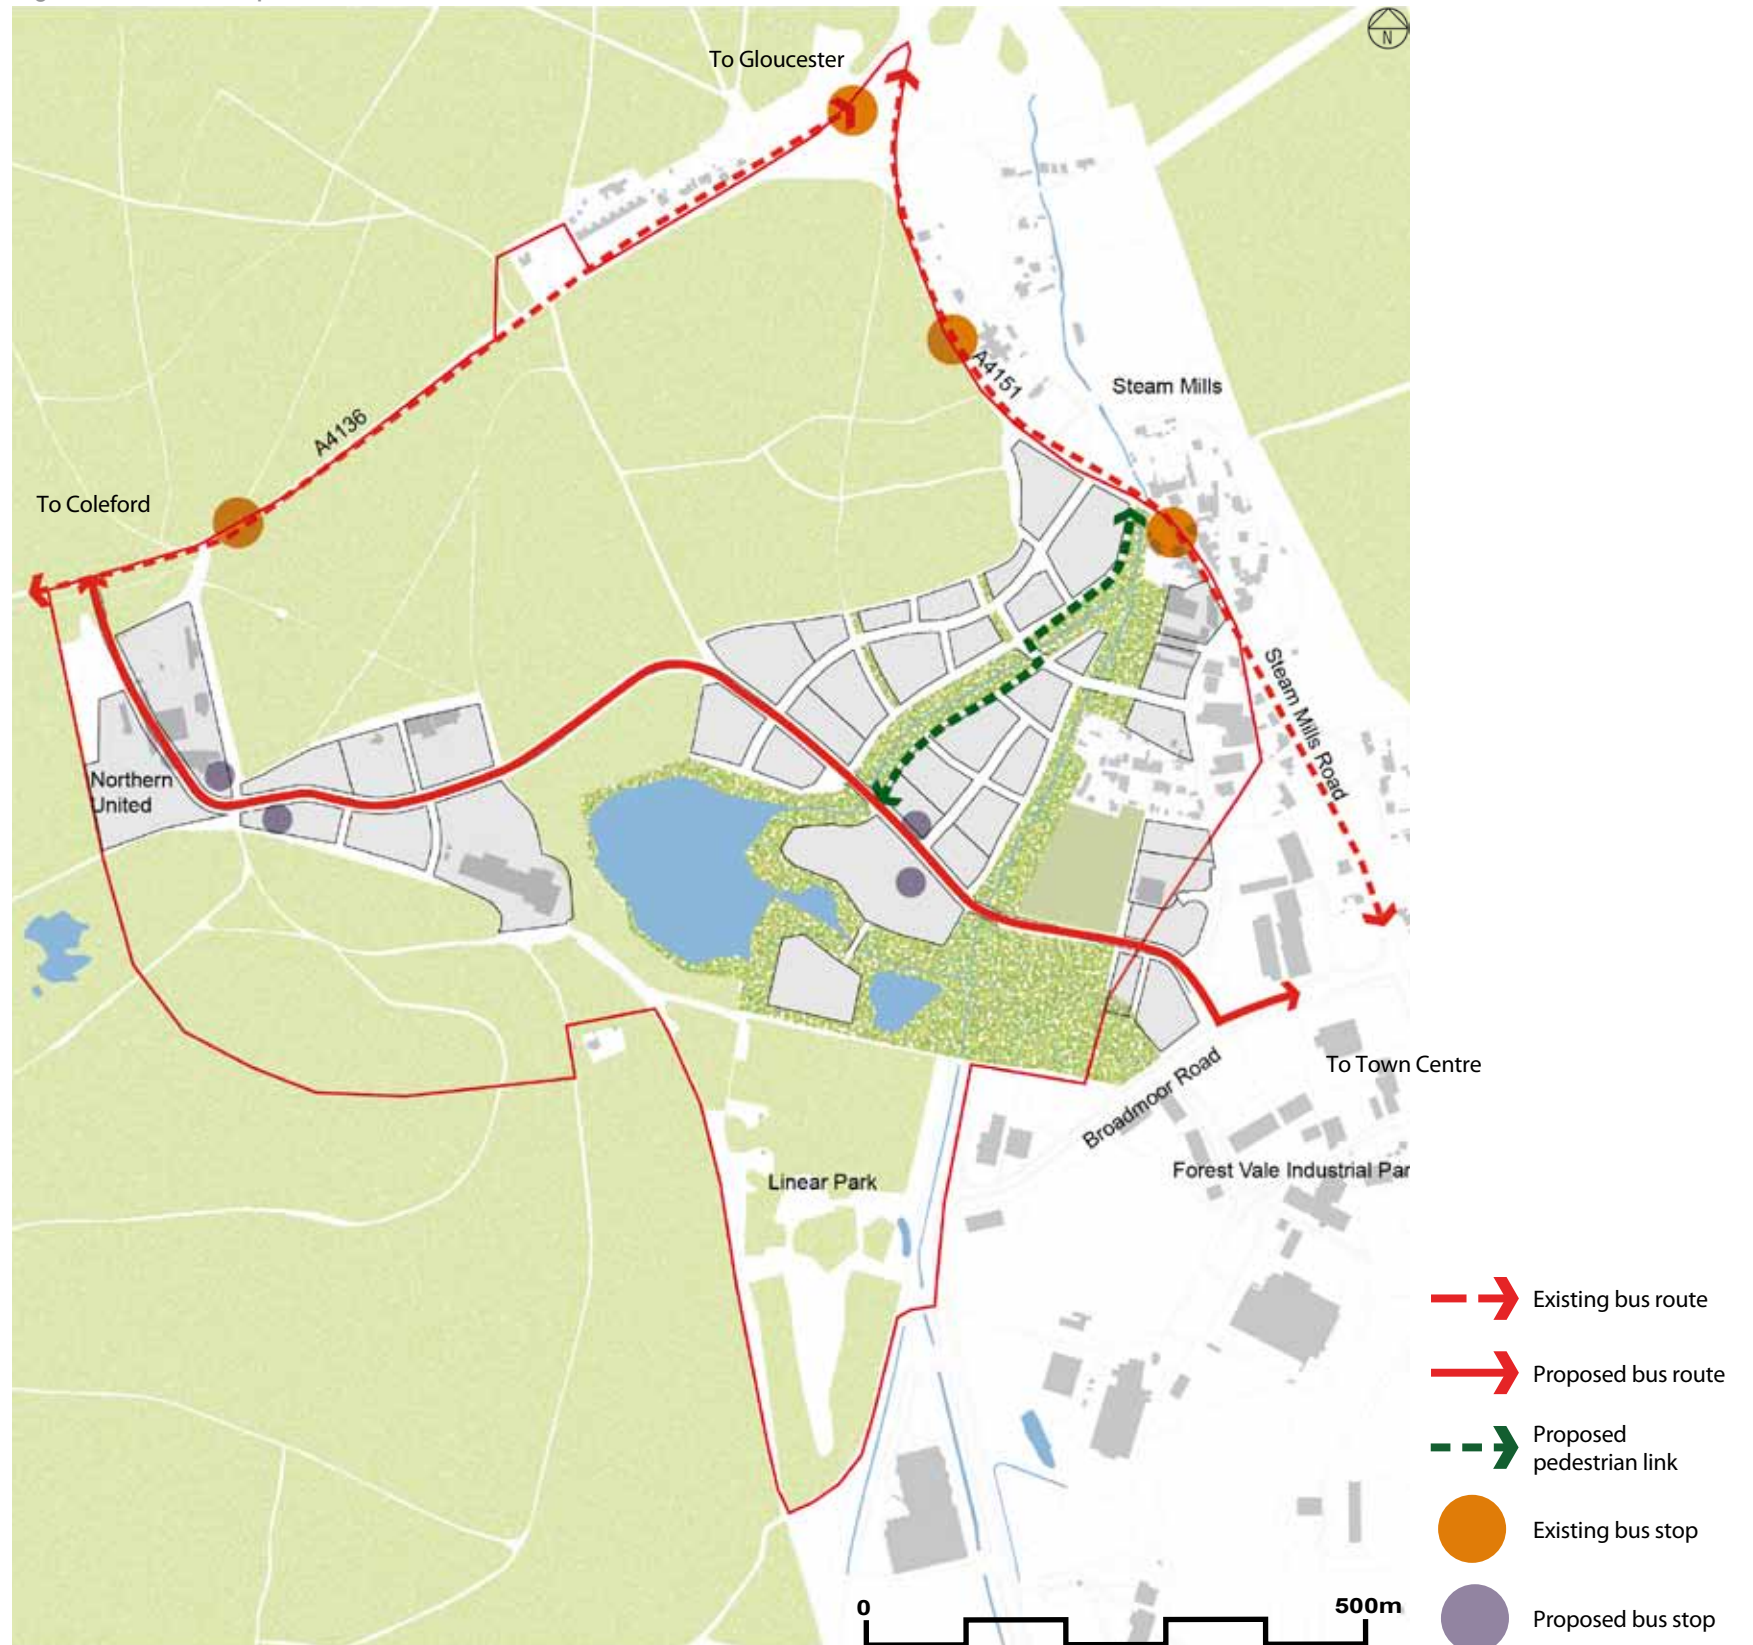 N
To Gloucester
A4151
Steam Mills
A4136
To Coleford
Steam Mills Road
Northern
United
To Town Centre
Broadmoor Road
Forest Vale Industrial Par
Linear Park
Existing bus route
Proposed bus route
Proposed
pedestrian link
Existing bus stop
Proposed bus stop
0
500m